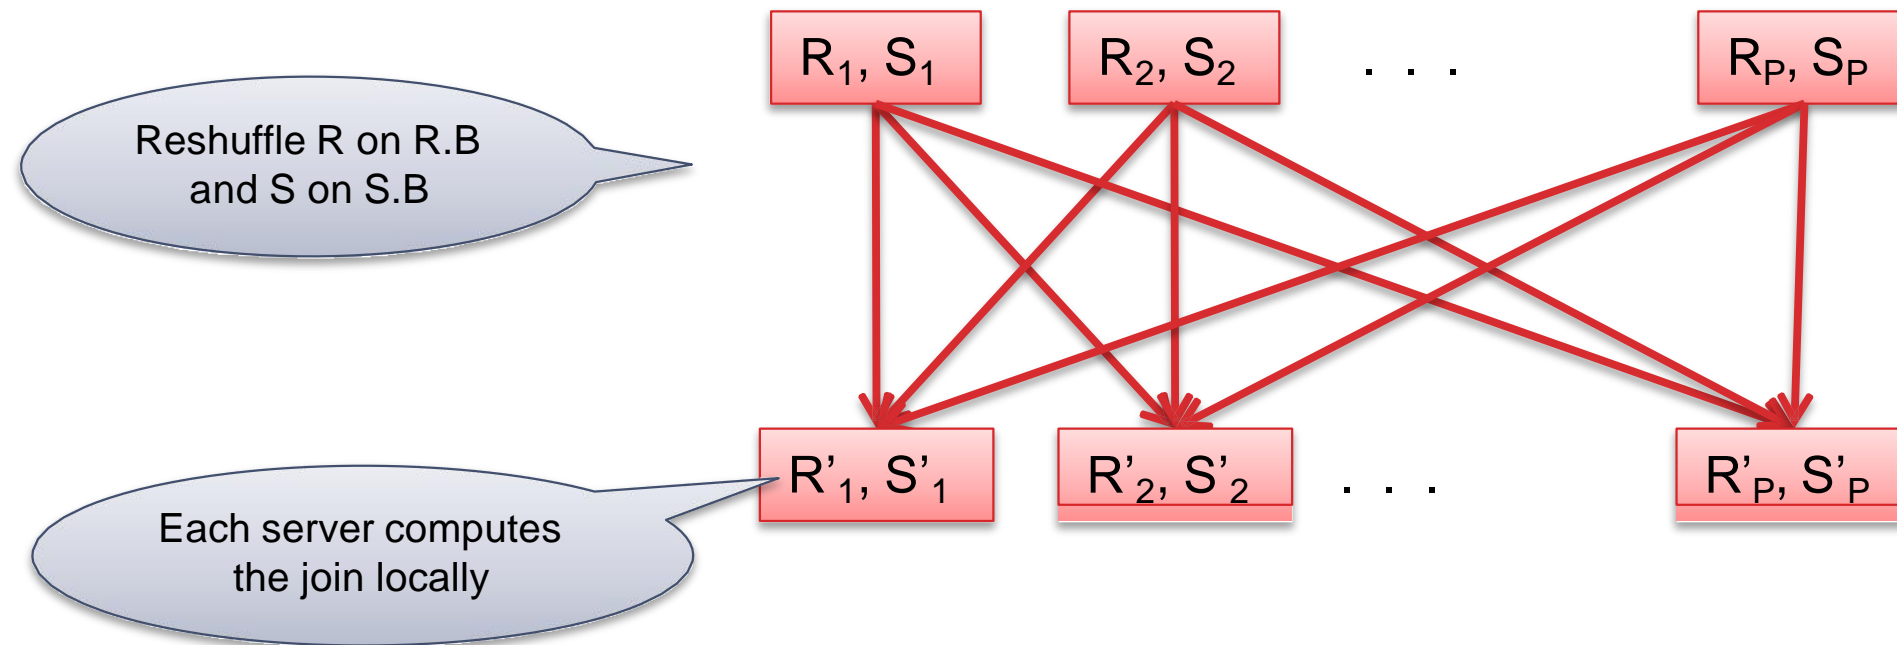 R1, S1 R2, S2 . . . RP, SP
Reshuffle R on R.B
and S on S.B
R’1, S’1 R’2, S’2 . . . R’P, S’P
Each server computes
the join locally